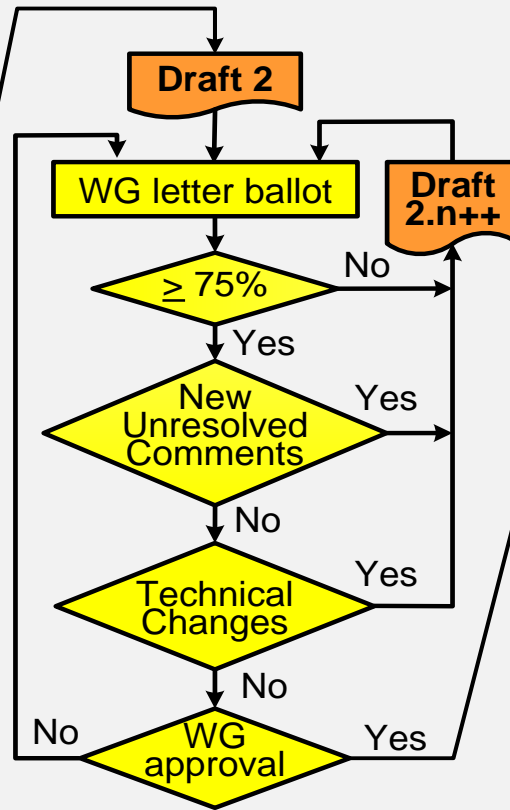 Draft 2
WG letter ballot
Draft
2.n++
≥ 75%
No
Yes
New
Unresolved
Comments
Yes
No
Technical
Changes
Yes
No
WG
approval
No
Yes